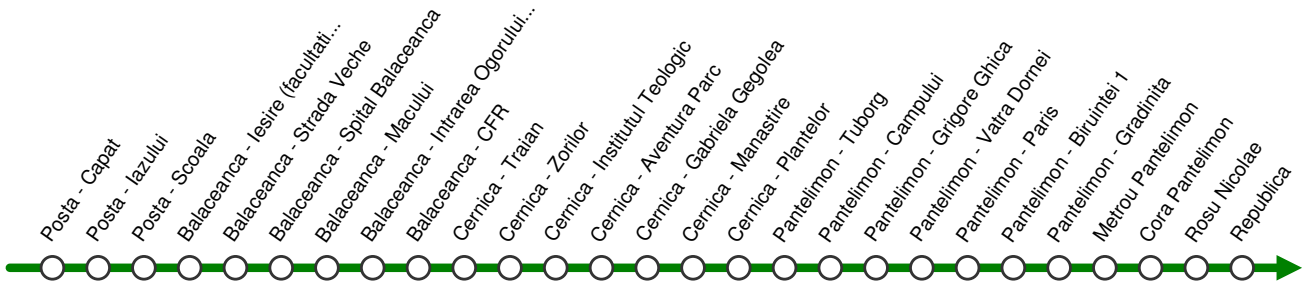 Posta - Capat
Posta - Iazului
Posta - Scoala
Balaceanca - Iesire (facultati...
Balaceanca - Strada Veche
Balaceanca - Spital Balaceanca
Balaceanca - Macului
Balaceanca - Intrarea Ogorului...
Balaceanca - CFR
Cernica - Traian
Cernica - Zorilor
Cernica - Institutul Teologic
Cernica - Aventura Parc
Cernica - Gabriela Gegolea
Cernica - Manastire
Cernica - Plantelor
Pantelimon - Tuborg
Pantelimon - Campului
Pantelimon - Grigore Ghica
Pantelimon - Vatra Dornei
Pantelimon - Paris
Pantelimon - Biruintei 1
Pantelimon - Gradinita
Metrou Pantelimon
Cora Pantelimon
Rosu Nicolae
Republica